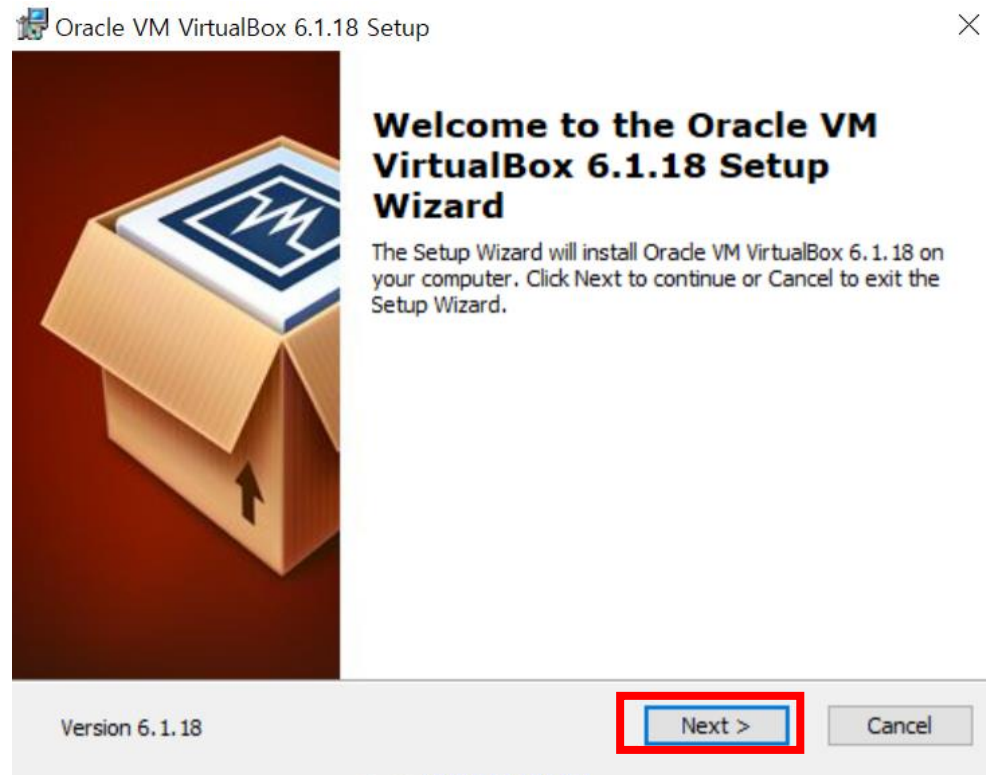 Oracle VM VirtualBox 6.1.18 Setup
Welcome to the Oracle VM
VirtualBox 6.1.18 Setup
Wizard
The Setup Wizard will install Oracle VM VirtualBox 6.1.18 on
your computer. Click Next to continue or Cancel to exit the
Setup Wizard.
Version 6.1.18
Next >
Cancel